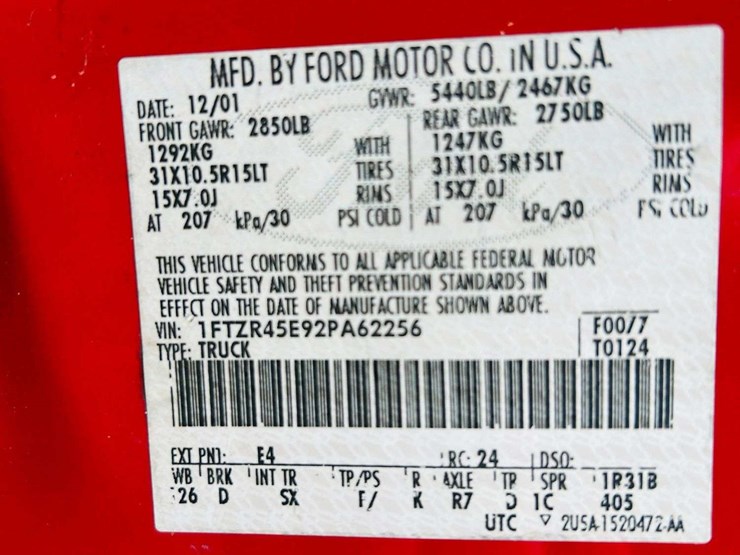 MFD. BY FORD MOTOR CO. IN U.S.A.
DATE: 12/01 GVWR: 5440LB/ 2467KG
FRONT GAWR: 2850LB REAR GAWR: 2750LB
1292KG WITH 1247KG WITH
31X10.5R15LT TIRES 31X10.5R15LT TIRES
15X7.0J RIMS 15X7.0J RIMS
AT 207 kPa/30 PSI COLD AT 207 kPa/30 PSI COLD
THIS VEHICLE CONFORMS TO ALL APPLICABLE FEDERAL MOTOR
VEHICLE SAFETY AND THEFT PREVENTION STANDARDS IN
EFFECT ON THE DATE OF MANUFACTURE SHOWN ABOVE.
VIN: 1FTZR45E92PA62256 F00/7
TYPE: TRUCK T0124
EXT PNT: E4 RC: 24 DSO:
WB BRK INT TR TP/PS R AXLE TR SPR 1R31B
26 D SX F/ K R7 D 1C 405
UTC ▽ 2U5A-1520472-AA